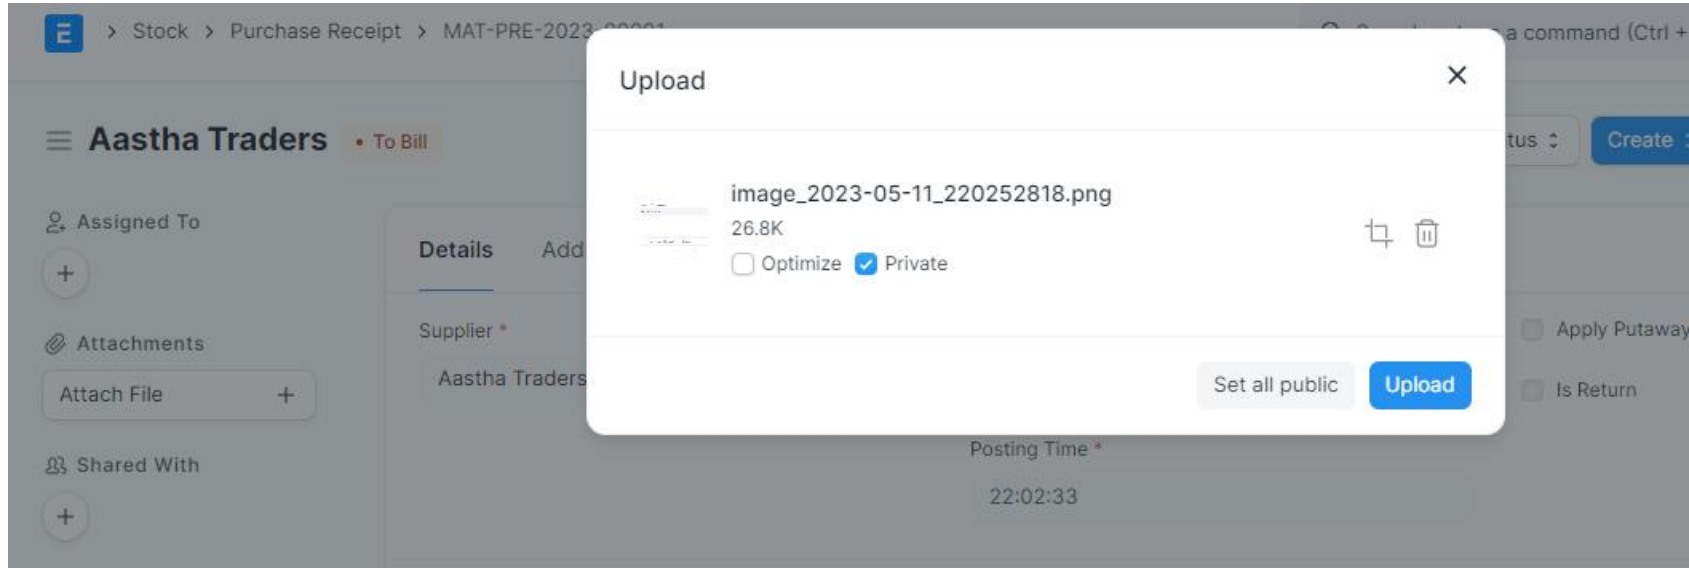 E > Stock > Purchase Receipt > MAT-PRE-2023-00001
a command (Ctrl +
Upload
Aastha Traders • To Bill
tus Create
image_2023-05-11_220252818.png
26.8K
Optimize Private
Assigned To
+
Details Add
Attachments
Attach File +
Supplier *
Aastha Traders
Apply Putaway
Is Return
Set all public Upload
Shared With
+
Posting Time *
22:02:33